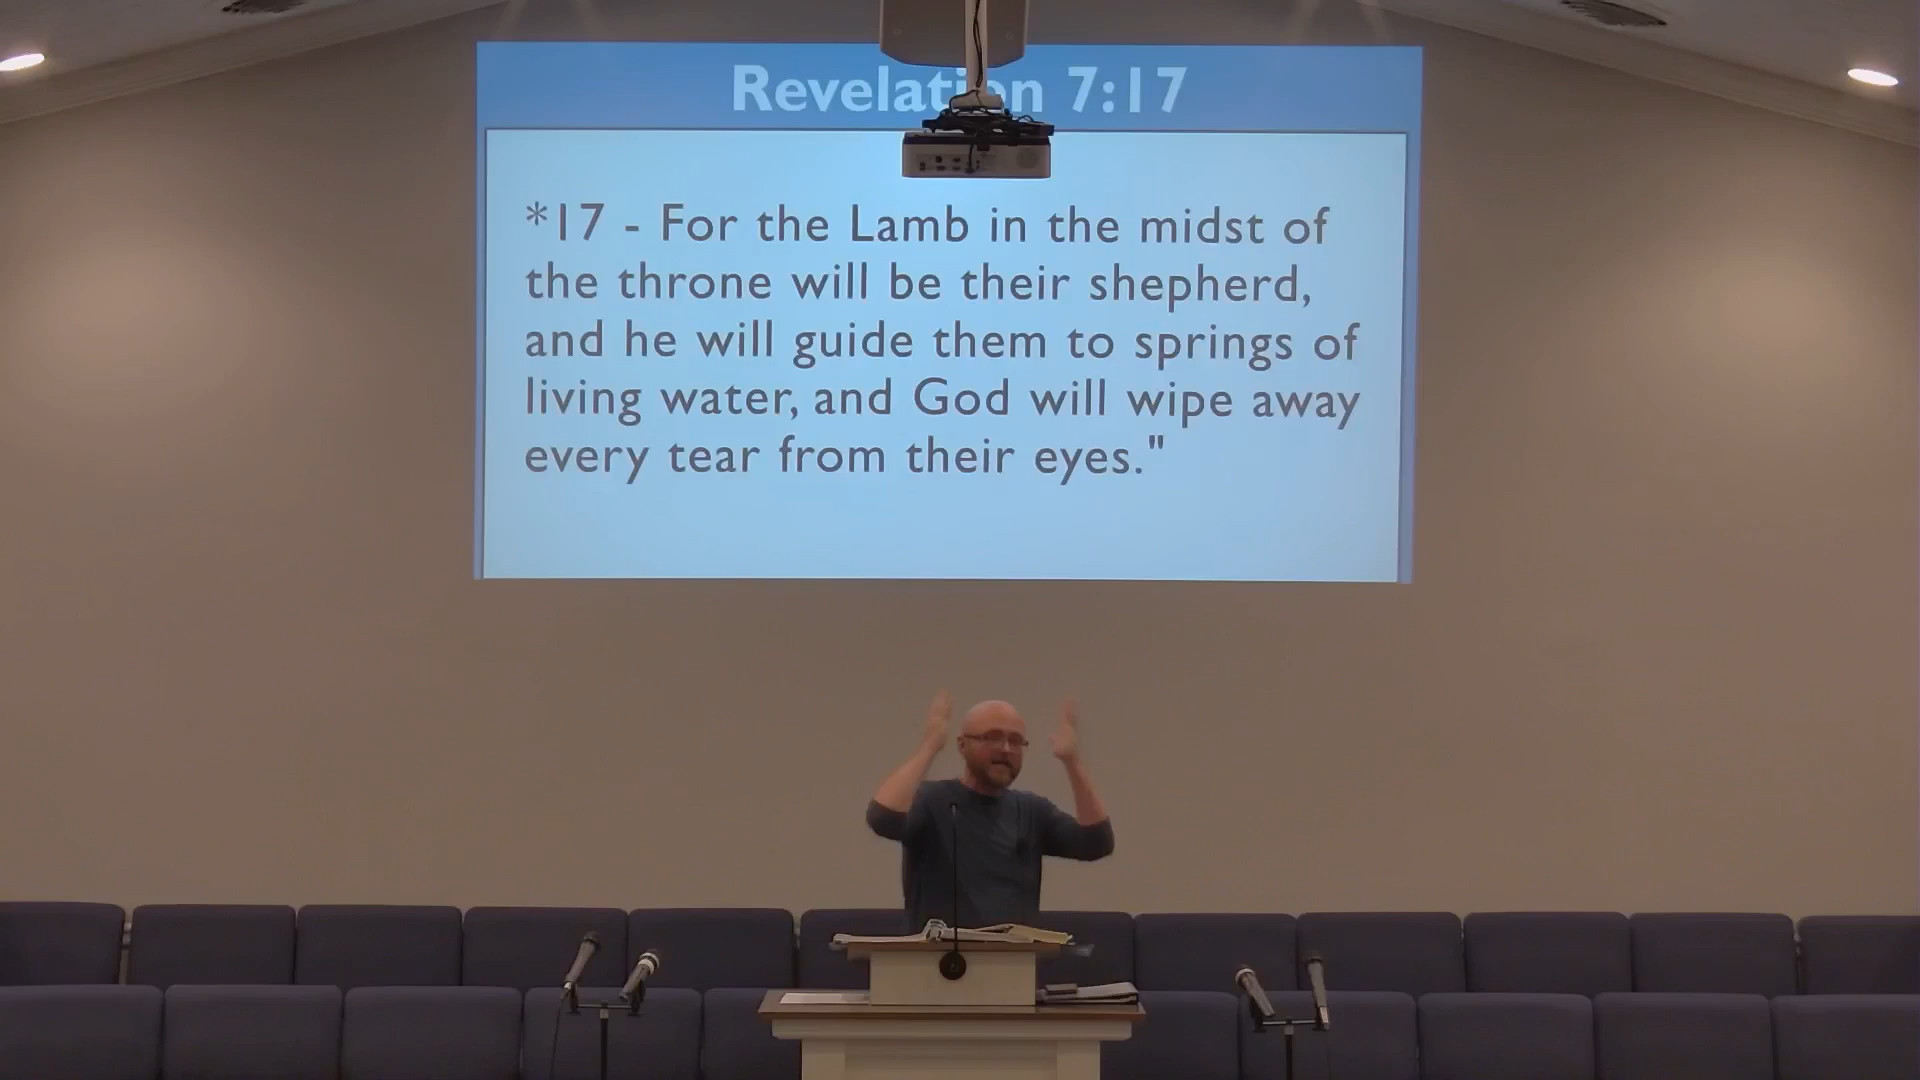 Revelation 7:17
*17 - For the Lamb in the midst of
the throne will be their shepherd,
and he will guide them to springs of
living water, and God will wipe away
every tear from their eyes."